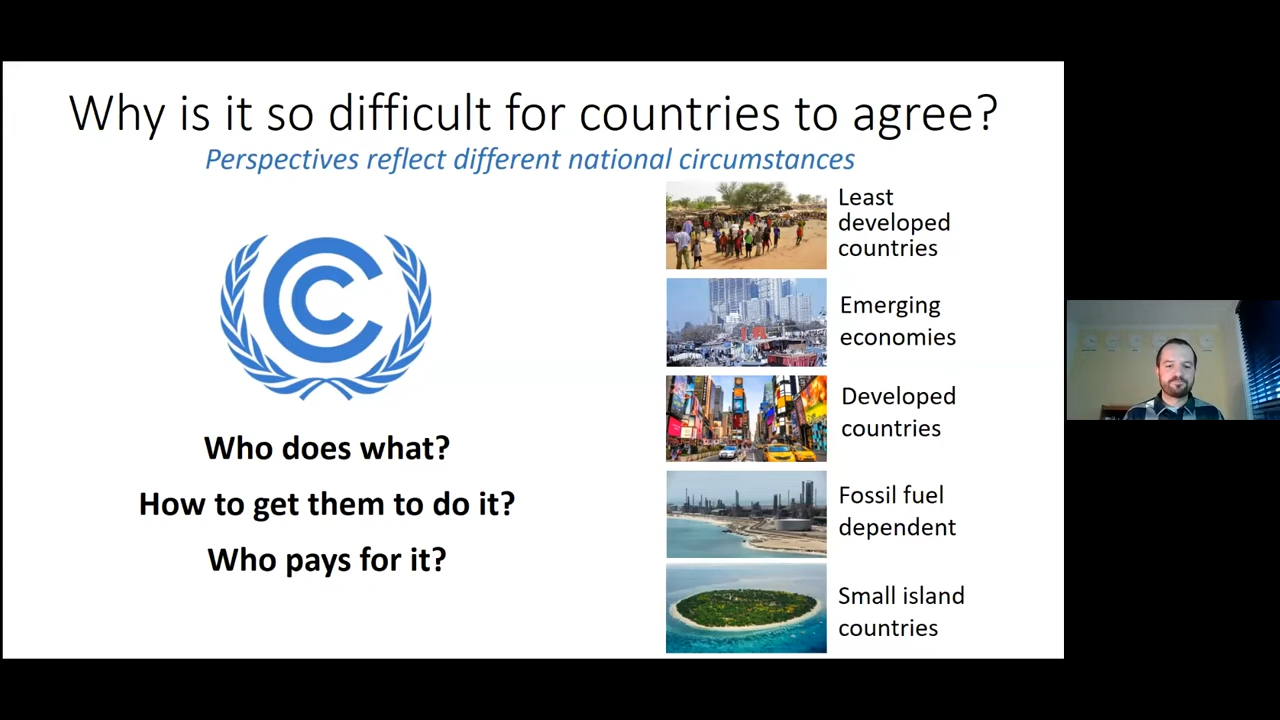 Why is it so difficult for countries to agree?
Perspectives reflect different national circumstances
Who does what?
How to get them to do it?
Who pays for it?
Least
developed
countries
Emerging
economies
Developed
countries
Fossil fuel
dependent
Small island
countries